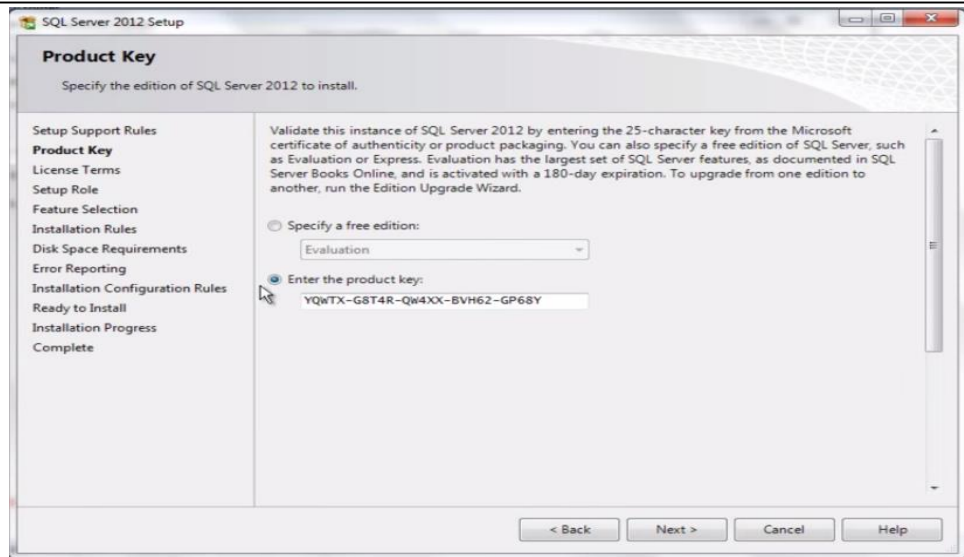 SQL Server 2012 Setup
Product Key
Specify the edition of SQL Server 2012 to install.
Setup Support Rules
Product Key
License Terms
Setup Role
Feature Selection
Installation Rules
Disk Space Requirements
Error Reporting
Installation Configuration Rules
Ready to Install
Installation Progress
Complete
Validate this instance of SQL Server 2012 by entering the 25-character key from the Microsoft
certificate of authenticity or product packaging. You can also specify a free edition of SQL Server, such
as Evaluation or Express. Evaluation has the largest set of SQL Server features, as documented in SQL
Server Books Online, and is activated with a 180-day expiration. To upgrade from one edition to
another, run the Edition Upgrade Wizard.
Specify a free edition:
Evaluation
Enter the product key:
YQWTX-G8T4R-QW4XX-BVH62-GP68Y
< Back
Next >
Cancel
Help